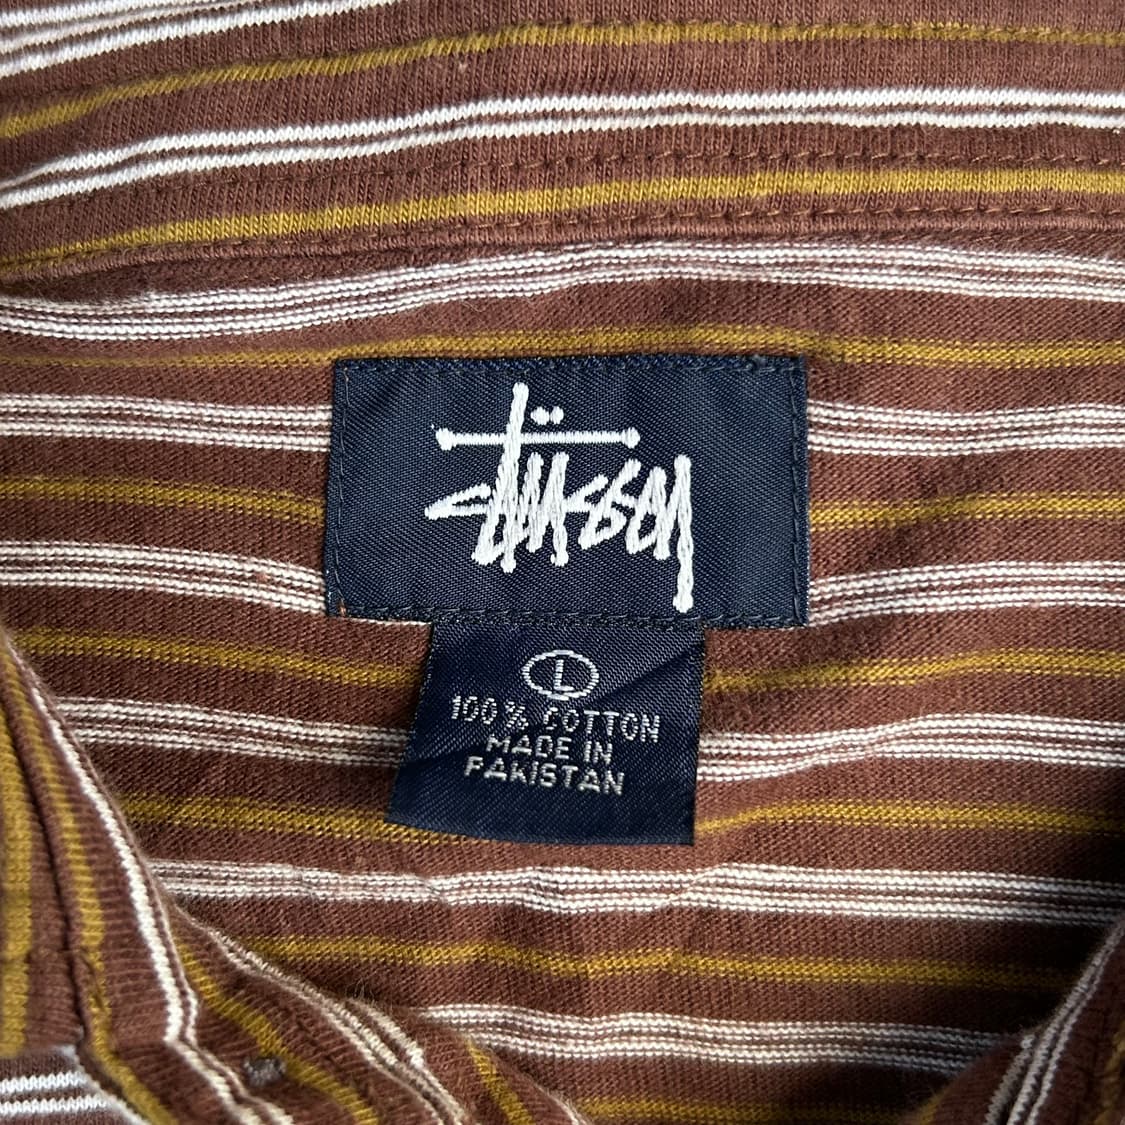 Stüssy
L
100% COTTON
MADE IN
PAKISTAN